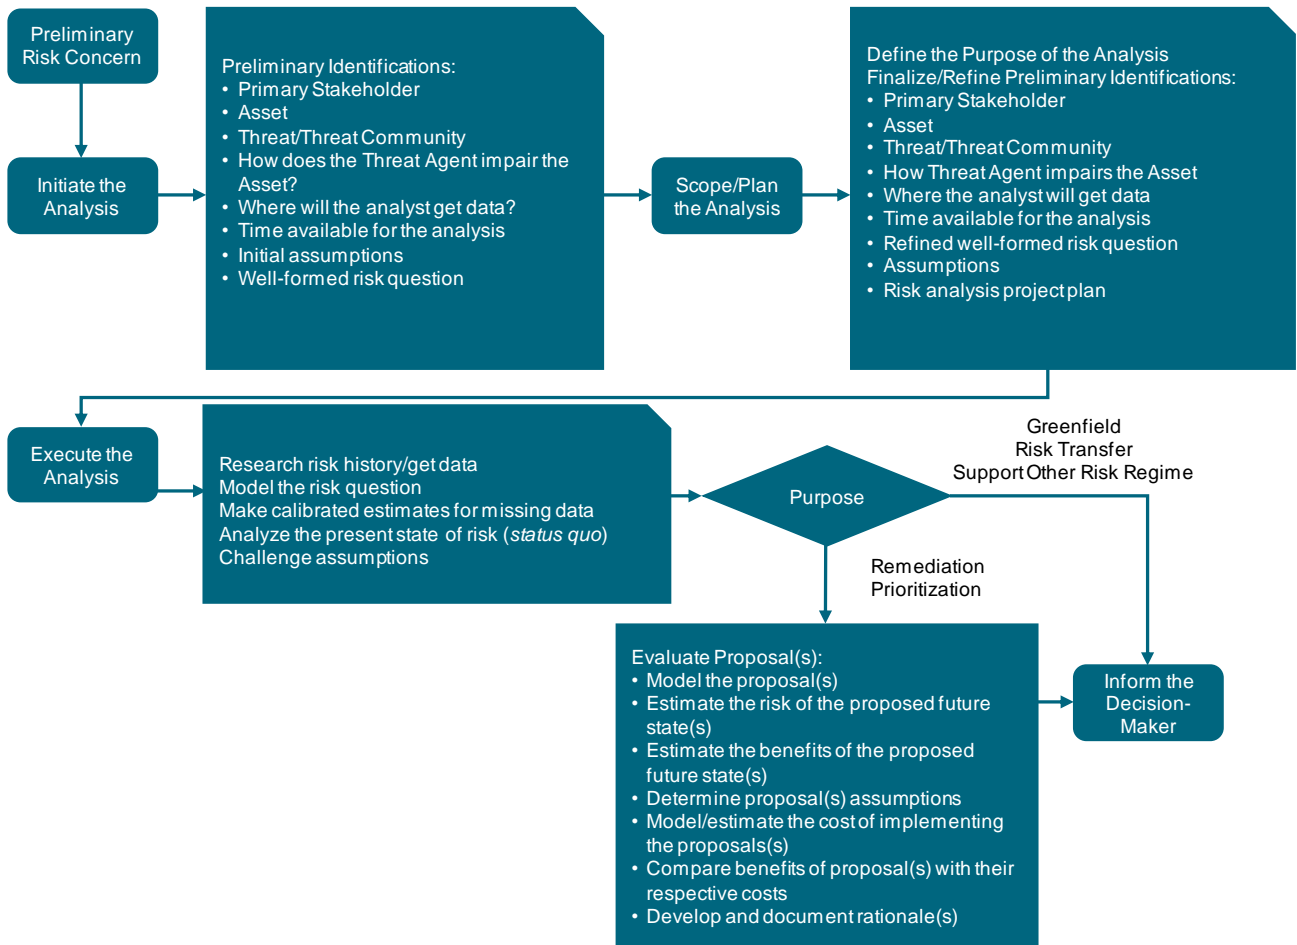 Preliminary
Risk Concern
Initiate the
Analysis
Preliminary Identifications:
• Primary Stakeholder
• Asset
• Threat/Threat Community
• How does the Threat Agent impair the
Asset?
• Where will the analyst get data?
• Time available for the analysis
• Initial assumptions
• Well-formed risk question
Scope/Plan
the Analysis
Define the Purpose of the Analysis
Finalize/Refine Preliminary Identifications:
• Primary Stakeholder
• Asset
• Threat/Threat Community
• How Threat Agent impairs the Asset
• Where the analyst will get data
• Time available for the analysis
• Refined well-formed risk question
• Assumptions
• Risk analysis project plan
Execute the
Analysis
Research risk history/get data
Model the risk question
Make calibrated estimates for missing data
Analyze the present state of risk (status quo)
Challenge assumptions
Purpose
Greenfield
Risk Transfer
Support Other Risk Regime
Remediation
Prioritization
Evaluate Proposal(s):
• Model the proposal(s)
• Estimate the risk of the proposed future
state(s)
• Estimate the benefits of the proposed
future state(s)
• Determine proposal(s) assumptions
• Model/estimate the cost of implementing
the proposals(s)
• Compare benefits of proposal(s) with their
respective costs
• Develop and document rationale(s)
Inform the
Decision-
Maker